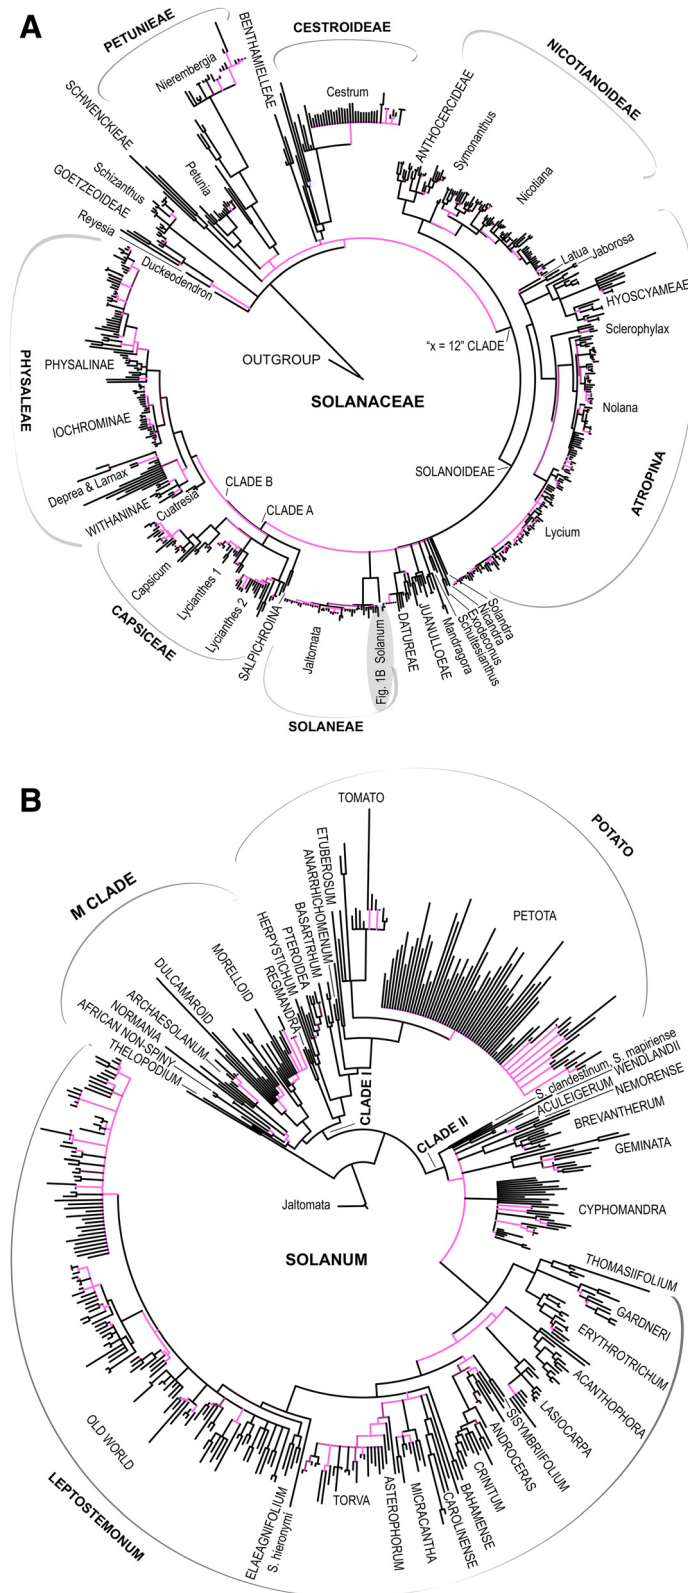 A
PETUNIEAE
Nierembergia
BENTHAMIELLEAE
CESTROIDEAE
Cestrum
NICOTIANOIDEAE
ANTHOCERCIDEAE
Symonanthus
Nicotiana
SCHWENCKIEAE
Schizanthus
GOETZEOIDEAE
Petunia
Reyesia
Duckeodendron
Latua
Jaborosa
HYOSCYAMEAE
Sclerophylax
"x = 12" CLADE
OUTGROUP
SOLANACEAE
PHYSALEAE
PHYSALINAE
IOCHROMINAE
Nolana
ATROPINA
SOLANOIDEAE
Deprea & Larnax
WITHANINAE
Cuatresia
CLADE B
CLADE A
Lycium
Capsicum
Lycianthes 1
Lycianthes 2
CAPSICEAE
SALPICHROINA
Jaltomata
Fig. 1B Solanum
SOLANEAE
DATUREAE
JUANULLOEAE
Mandragora
Schultesianthus
Exodeconus
Nicandra
Solandra
B
TOMATO
POTATO
M CLADE
ETUBEROSUM
ANARRHICHOMENUM
BASARTHRUM
PTEROIDEA
HERPYSTICHUM
REGMANDRA
PETOTA
MORELLOID
DULCAMAROID
ARCHAESOLANUM
NORMANIA
AFRICAN NON-SPINY
THELOPODIUM
CLADE I
CLADE II
S. clandestinum, S. mapiriense
WENDLANDII
ACULEIGERUM
NEMORENSE
BREVANTHERUM
GEMINATA
CYPHOMANDRA
Jaltomata
SOLANUM
THOMASIIFOLIUM
GARDNERI
ERYTHROTRICHUM
ACANTHOPHORA
LASIOCARPA
SISYMBRIIFOLIUM
ANDROCERAS
CRINITUM
BAHAMENSE
CAROLINENSE
MICRACANTHA
ASTEROPHORUM
TORVA
S. hieronymi
ELAEAGNIFOLIUM
OLD WORLD
LEPTOSTEMONUM